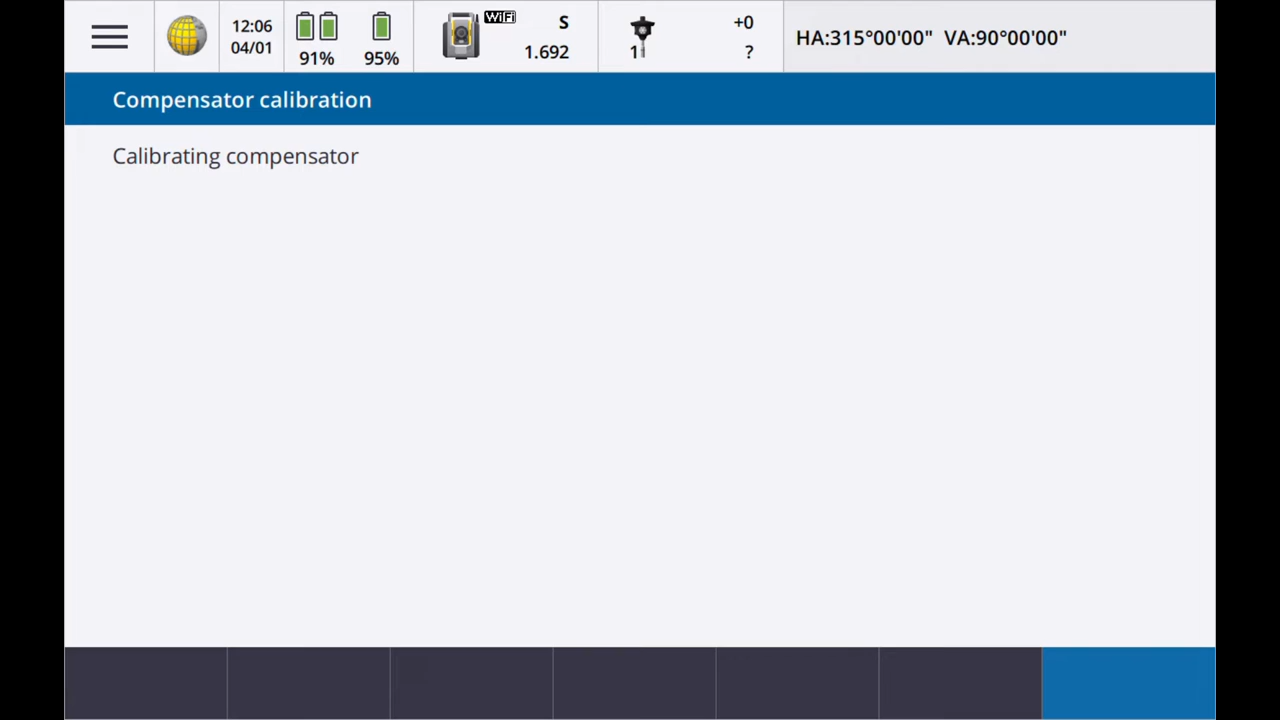 12:06
04/01
91%
95%
WiFi
S
1.692
+0
1
?
HA:315°00'00" VA:90°00'00"
Compensator calibration
Calibrating compensator